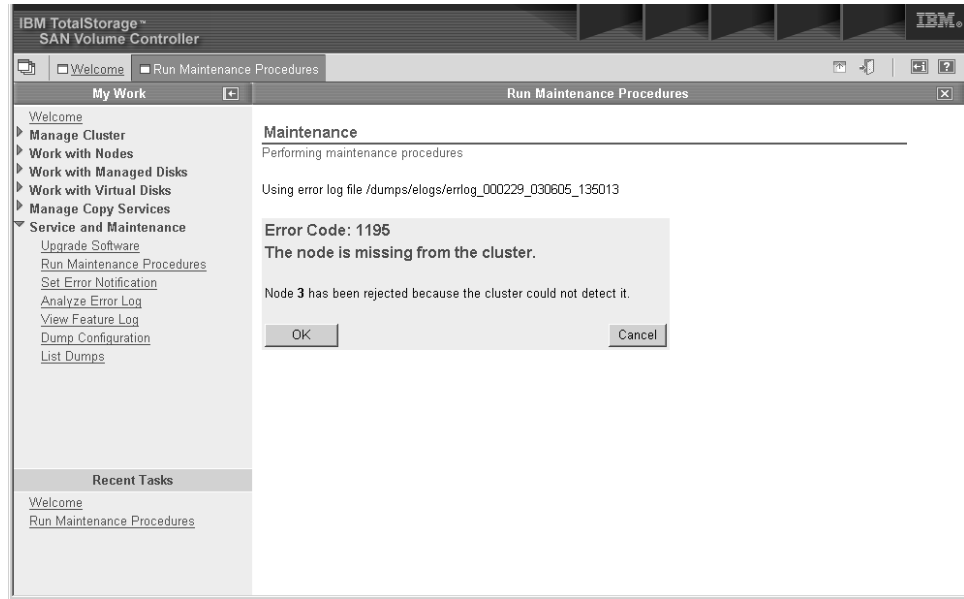 IBM TotalStorage™
SAN Volume Controller
IBM.
Welcome
Run Maintenance Procedures
?
My Work
Run Maintenance Procedures
Welcome
Manage Cluster
Work with Nodes
Work with Managed Disks
Work with Virtual Disks
Manage Copy Services
Service and Maintenance
Upgrade Software
Run Maintenance Procedures
Set Error Notification
Analyze Error Log
View Feature Log
Dump Configuration
List Dumps
Recent Tasks
Welcome
Run Maintenance Procedures
Maintenance
Performing maintenance procedures
Using error log file /dumps/elogs/errlog_000229_030605_135013
Error Code: 1195
The node is missing from the cluster.
Node 3 has been rejected because the cluster could not detect it.
OK
Cancel